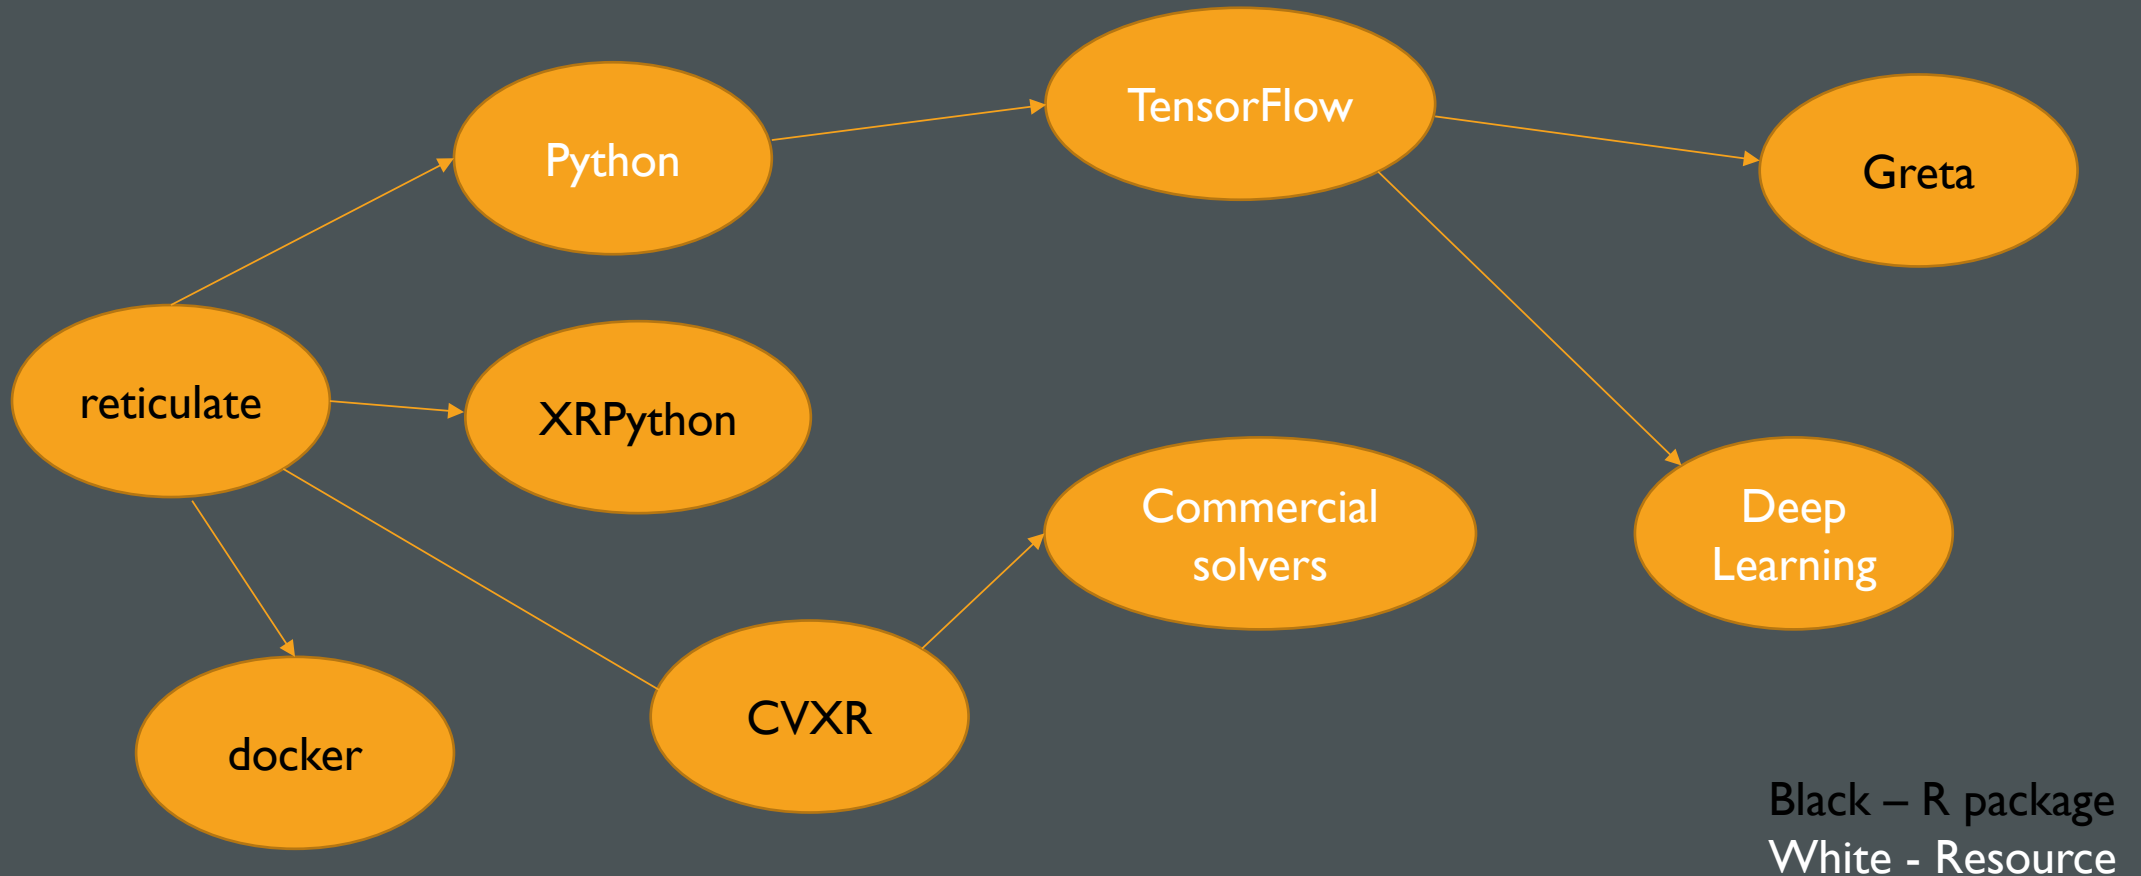 TensorFlow
Python
Greta
reticulate
XRPython
Commercial
solvers
Deep
Learning
CVXR
docker
Black – R package
White - Resource